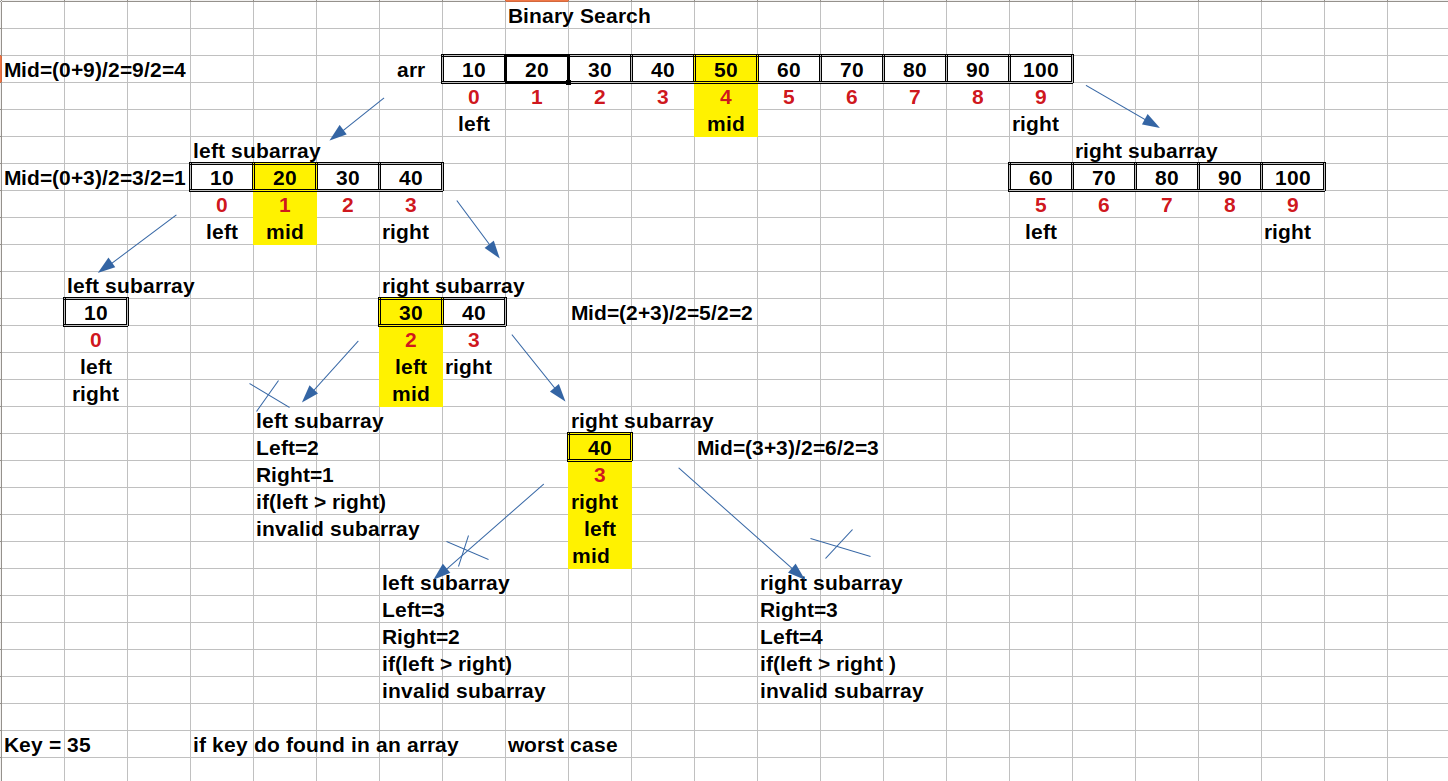 Binary Search
Mid=(0+9)/2=9/2=4 arr 10 20 30 40 50 60 70 80 90 100
0 1 2 3 4 5 6 7 8 9
left mid right
left subarray right subarray
Mid=(0+3)/2=3/2=1 10 20 30 40 60 70 80 90 100
0 1 2 3 5 6 7 8 9
left mid right left right
left subarray right subarray
10 30 40 Mid=(2+3)/2=5/2=2
0 2 3
left left right
right mid
left subarray right subarray
Left=2 40 Mid=(3+3)/2=6/2=3
Right=1 3
if(left > right) right
invalid subarray left
mid
left subarray right subarray
Left=3 Right=3
Right=2 Left=4
if(left > right) if(left > right )
invalid subarray invalid subarray
Key = 35 if key do found in an array worst case